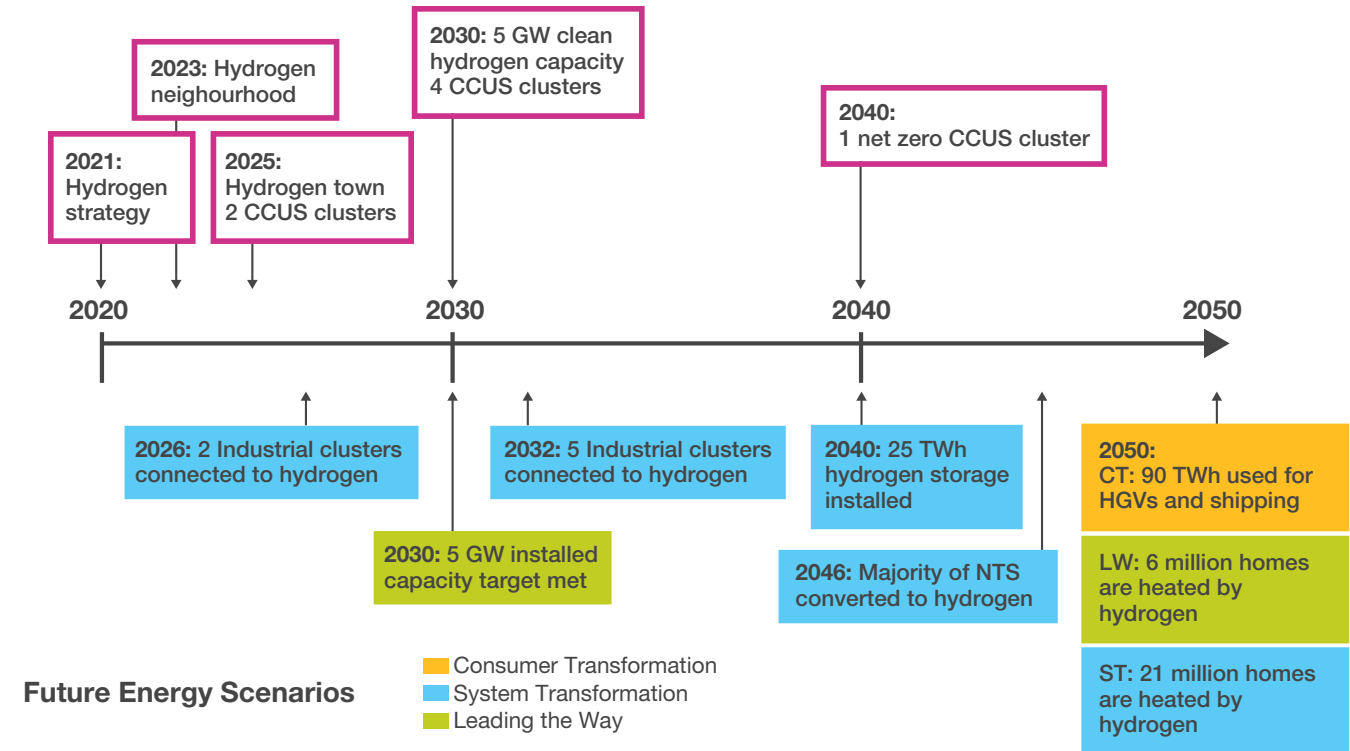 2023: Hydrogen
neighourhood
2030: 5 GW clean
hydrogen capacity
4 CCUS clusters
2040:
1 net zero CCUS cluster
2021:
Hydrogen
strategy
2025:
Hydrogen town
2 CCUS clusters
2020
2030
2040
2050
2026: 2 Industrial clusters
connected to hydrogen
2032: 5 Industrial clusters
connected to hydrogen
2040: 25 TWh
hydrogen storage
installed
2050:
CT: 90 TWh used for
HGVs and shipping
2030: 5 GW installed
capacity target met
2046: Majority of NTS
converted to hydrogen
LW: 6 million homes
are heated by
hydrogen
ST: 21 million homes
are heated by
hydrogen
Future Energy Scenarios
Consumer Transformation
System Transformation
Leading the Way